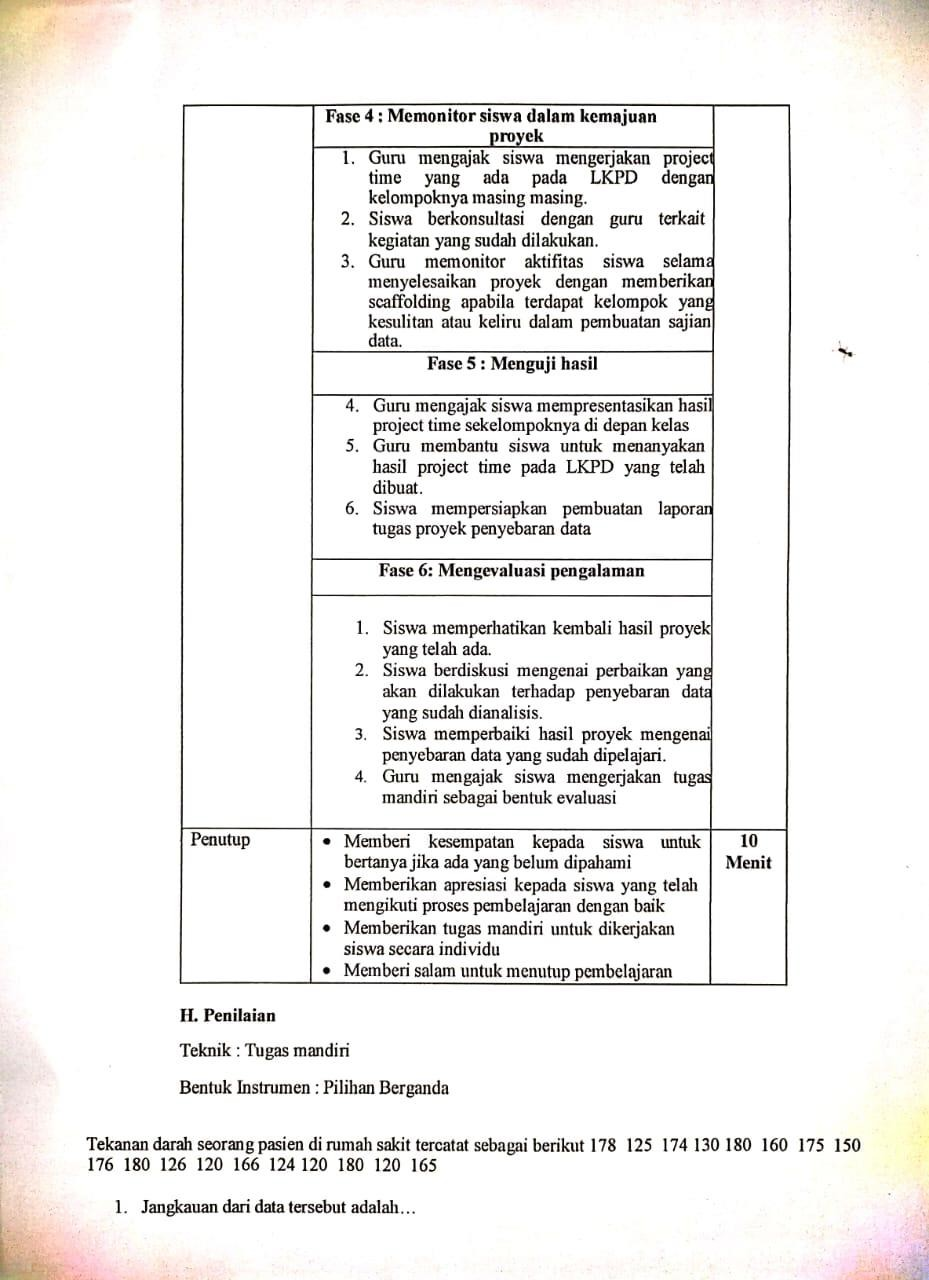 Fase 4 : Memonitor siswa dalam kemajuan
proyek
1. Guru mengajak siswa mengerjakan project
time yang ada pada LKPD dengan
kelompoknya masing masing.
2. Siswa berkonsultasi dengan guru terkait
kegiatan yang sudah dilakukan.
3. Guru memonitor aktifitas siswa selama
menyelesaikan proyek dengan memberikan
scaffolding apabila terdapat kelompok yang
kesulitan atau keliru dalam pembuatan sajian
data.
Fase 5 : Menguji hasil
4. Guru mengajak siswa mempresentasikan hasil
project time sekelompoknya di depan kelas
5. Guru membantu siswa untuk menanyakan
hasil project time pada LKPD yang telah
dibuat.
6. Siswa mempersiapkan pembuatan laporan
tugas proyek penyebaran data
Fase 6: Mengevaluasi pengalaman
1. Siswa memperhatikan kembali hasil proyek
yang telah ada.
2. Siswa berdiskusi mengenai perbaikan yang
akan dilakukan terhadap penyebaran data
yang sudah dianalisis.
3. Siswa memperbaiki hasil proyek mengenai
penyebaran data yang sudah dipelajari.
4. Guru mengajak siswa mengerjakan tugas
mandiri sebagai bentuk evaluasi
Penutup
• Memberi kesempatan kepada siswa untuk
bertanya jika ada yang belum dipahami
• Memberikan apresiasi kepada siswa yang telah
mengikuti proses pembelajaran dengan baik
• Memberikan tugas mandiri untuk dikerjakan
siswa secara individu
• Memberi salam untuk menutup pembelajaran
10
Menit
H. Penilaian
Teknik : Tugas mandiri
Bentuk Instrumen : Pilihan Berganda
Tekanan darah seorang pasien di rumah sakit tercatat sebagai berikut 178 125 174 130 180 160 175 150
176 180 126 120 166 124 120 180 120 165
1. Jangkauan dari data tersebut adalah…